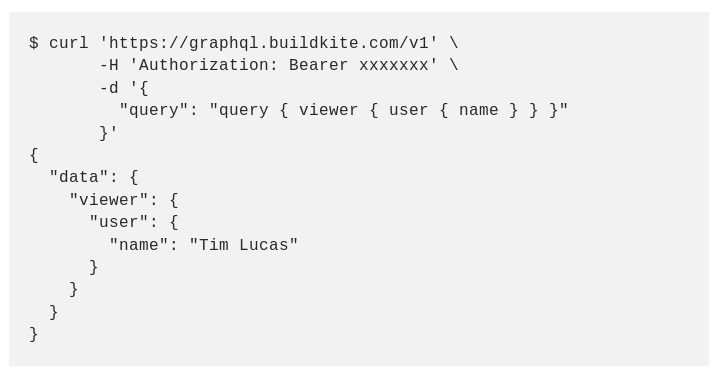 $ curl 'https://graphql.buildkite.com/v1' \
       -H 'Authorization: Bearer xxxxxxx' \
       -d '{
         "query": "query { viewer { user { name } } }"
       }'
{
  "data": {
    "viewer": {
      "user": {
        "name": "Tim Lucas"
      }
    }
  }
}